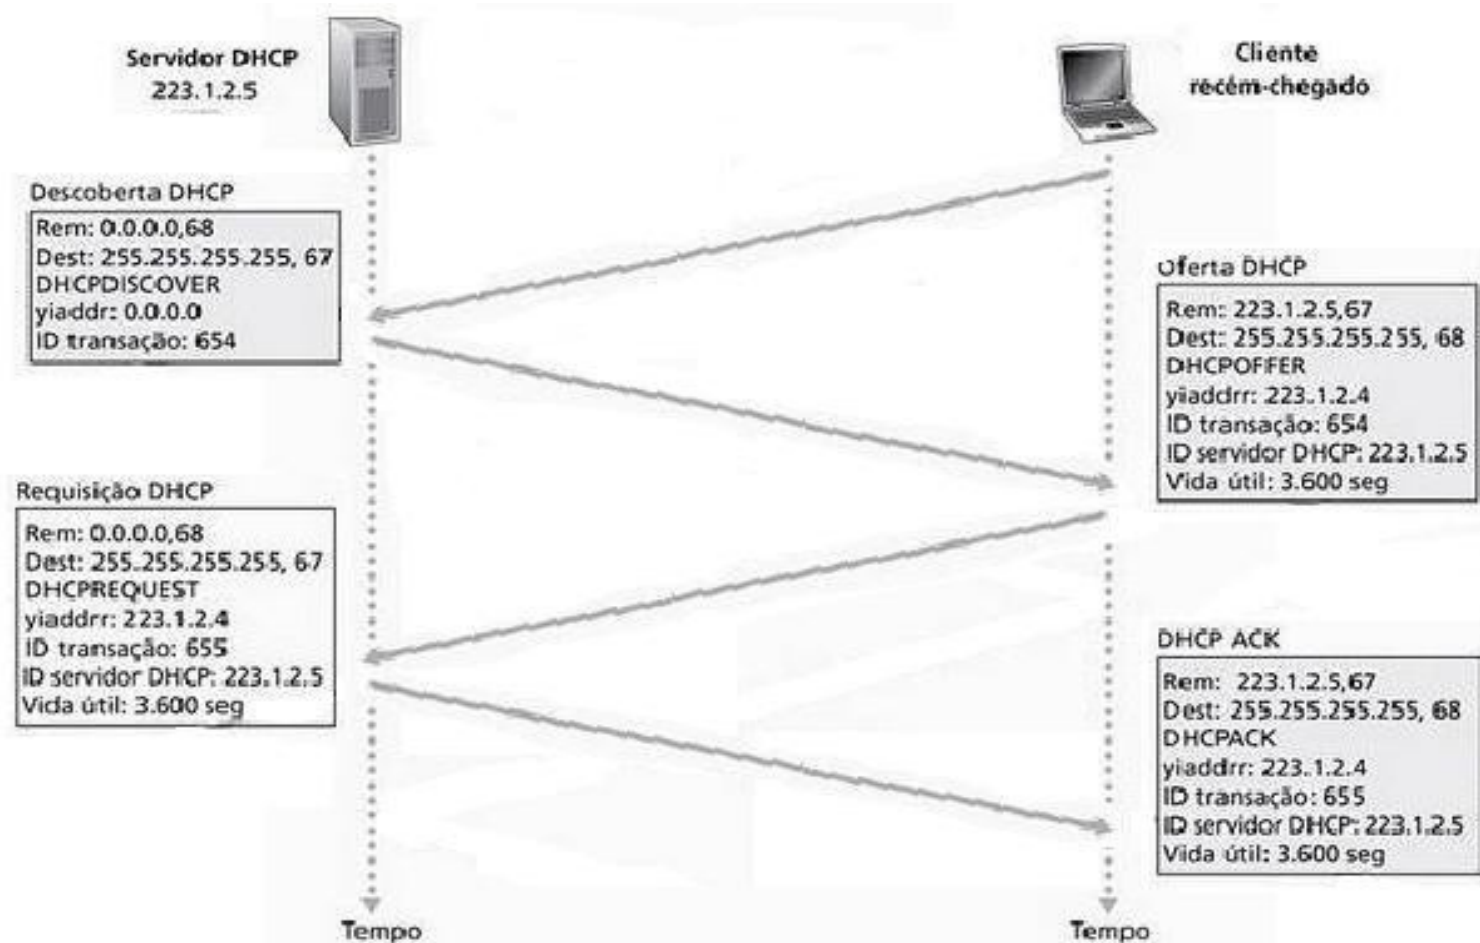 Servidor DHCP
223.1.2.5
Cliente
recém-chegado
Descoberta DHCP
Rem: 0.0.0.0,68
Dest: 255.255.255.255, 67
DHCPDISCOVER
yiaddr: 0.0.0.0
ID transação: 654
Oferta DHCP
Rem: 223.1.2.5,67
Dest: 255.255.255.255, 68
DHCPOFFER
yiaddrr: 223.1.2.4
ID transação: 654
ID servidor DHCP: 223.1.2.5
Vida útil: 3.600 seg
Requisição DHCP
Rem: 0.0.0.0,68
Dest: 255.255.255.255, 67
DHCPREQUEST
yiaddrr: 223.1.2.4
ID transação: 655
ID servidor DHCP: 223.1.2.5
Vida útil: 3.600 seg
DHCP ACK
Rem: 223.1.2.5,67
Dest: 255.255.255.255, 68
DHCPACK
yiaddrr: 223.1.2.4
ID transação: 655
ID servidor DHCP: 223.1.2.5
Vida útil: 3.600 seg
Tempo
Tempo